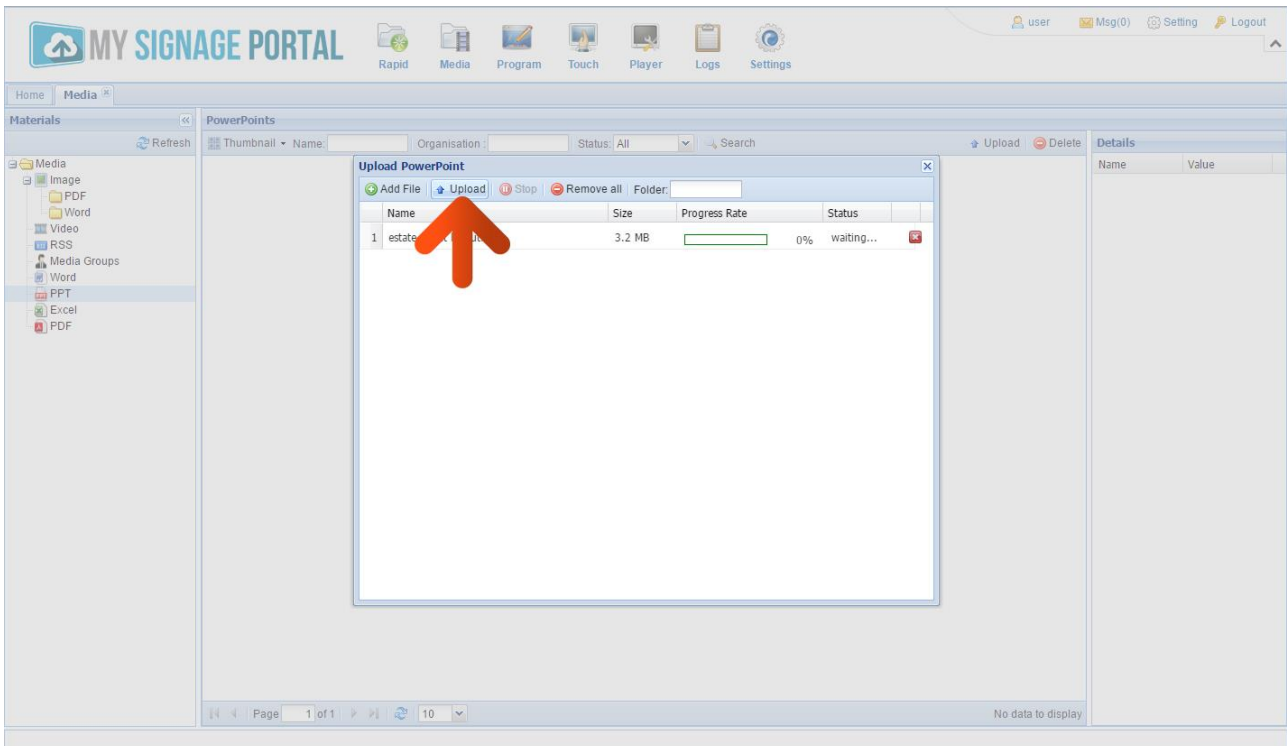 user Msg(0) Setting Logout
MY SIGNAGE PORTAL
Rapid Media Program Touch Player Logs Settings
Home Media
Materials
Refresh
Media
Image
PDF
Word
Video
RSS
Media Groups
Word
PPT
Excel
PDF
PowerPoints
Thumbnail Name: Organisation : Status: All Search Upload Delete
Details
Name Value
Upload PowerPoint
Add File Upload Stop Remove all Folder:
Name Size Progress Rate Status
1 estate 3.2 MB 0% waiting...
Page 1 of 1 10 No data to display